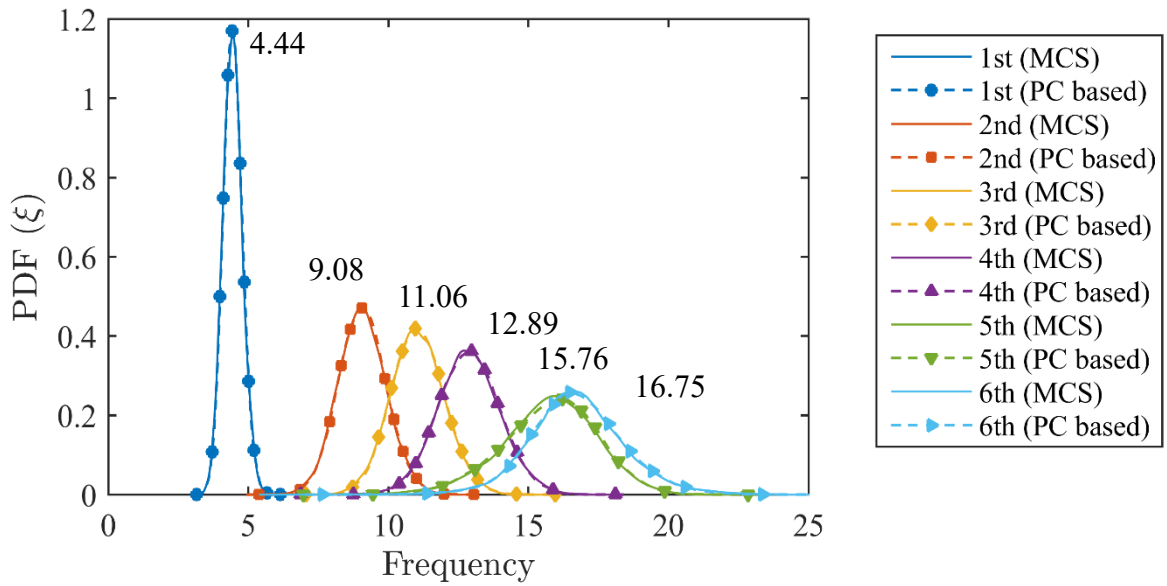 1.2
1
0.8
0.6
0.4
0.2
0
PDF (ξ)
4.44
9.08
11.06
12.89
15.76
16.75
0 5 10 15 20 25
Frequency
1st (MCS)
1st (PC based)
2nd (MCS)
2nd (PC based)
3rd (MCS)
3rd (PC based)
4th (MCS)
4th (PC based)
5th (MCS)
5th (PC based)
6th (MCS)
6th (PC based)